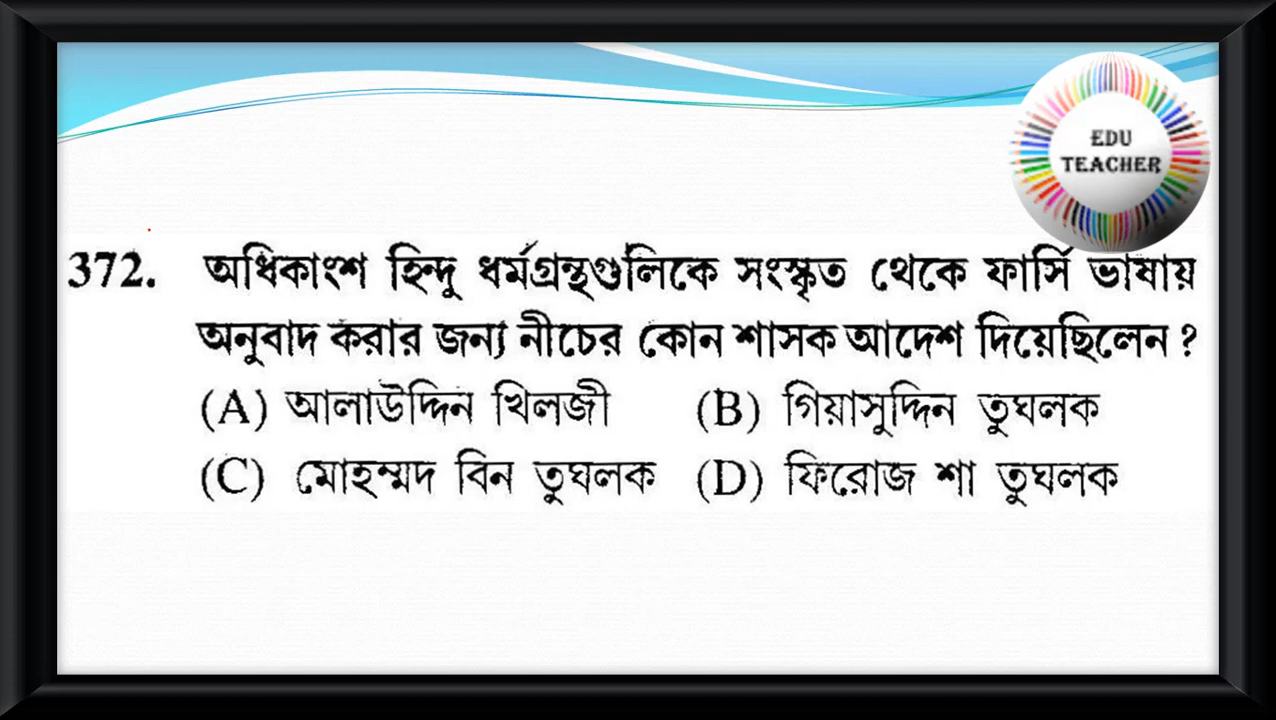 EDU
TEACHER
372. অধিকাংশ হিন্দু ধর্মগ্রন্থগুলিকে সংস্কৃত থেকে ফার্সি ভাষায়
অনুবাদ করার জন্য নীচের কোন শাসক আদেশ দিয়েছিলেন ?
(A) আলাউদ্দিন খিলজী (B) গিয়াসুদ্দিন তুঘলক
(C) মোহম্মদ বিন তুঘলক (D) ফিরোজ শা তুঘলক